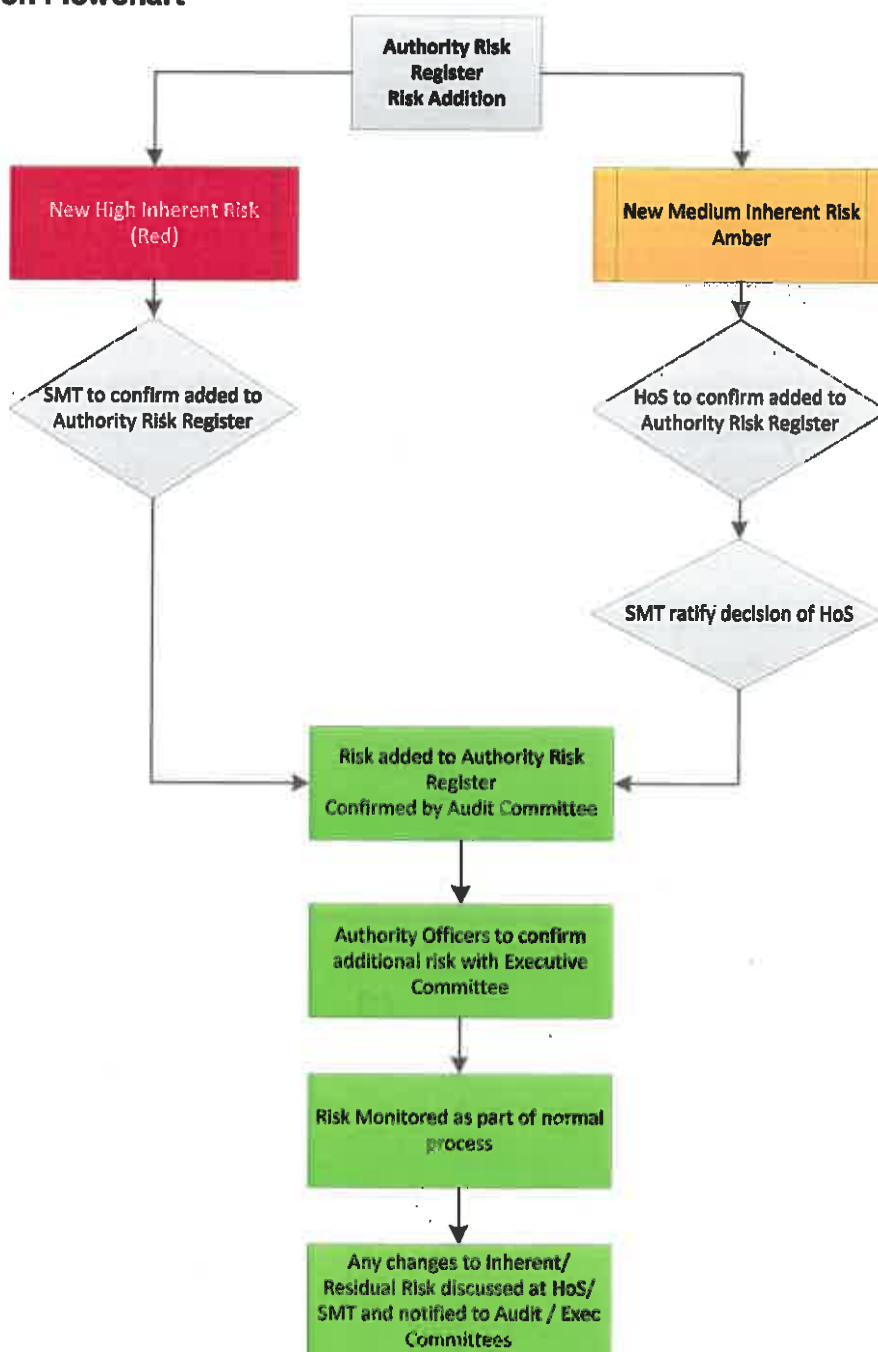 Flowchart
Authority Risk
Register
Risk Addition
New High Inherent Risk
(Red)
New Medium Inherent Risk
Amber
SMT to confirm added to
Authority Risk Register
HoS to confirm added to
Authority Risk Register
SMT ratify decision of HoS
Risk added to Authority Risk
Register
Confirmed by Audit Committee
Authority Officers to confirm
additional risk with Executive
Committee
Risk Monitored as part of normal
process
Any changes to Inherent/
Residual Risk discussed at HoS/
SMT and notified to Audit / Exec
Committees